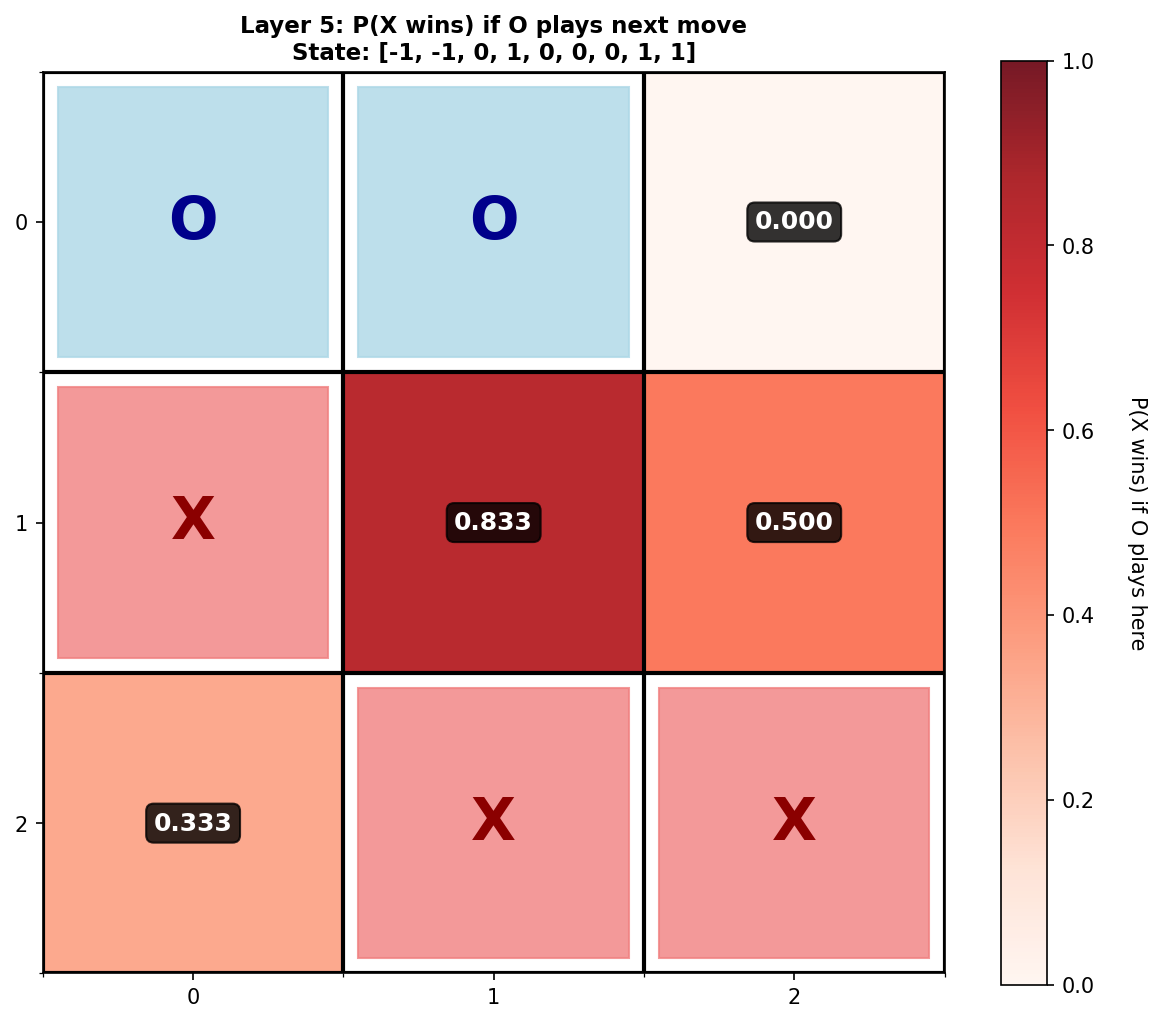 Layer 5: P(X wins) if O plays next move
State: [-1, -1, 0, 1, 0, 0, 0, 1, 1]
0
O
O
0.000
1
X
0.833
0.500
2
0.333
X
X
0
1
2
1.0
0.8
0.6
0.4
0.2
0.0
P(X wins) if O plays here